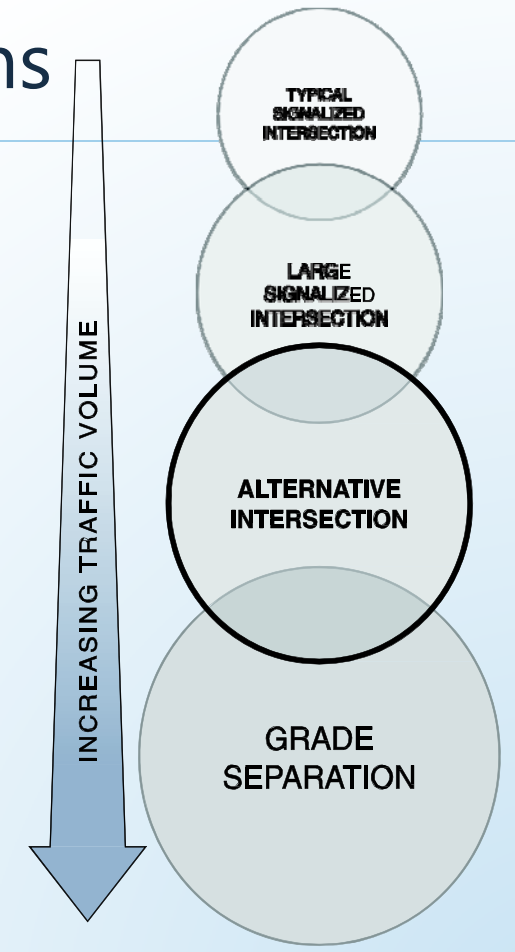 ns
TYPICAL
SIGNALIZED
INTERSECTION
LARGE
SIGNALIZED
INTERSECTION
INCREASING TRAFFIC VOLUME
ALTERNATIVE
INTERSECTION
GRADE
SEPARATION